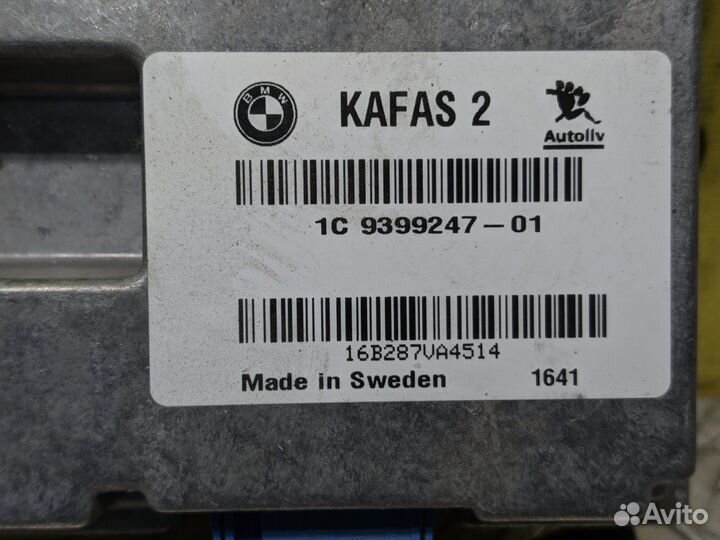 BMW
KAFAS 2
Autoliv
1C 9399247-01
16B287VA4514
Made in Sweden 1641
Avito